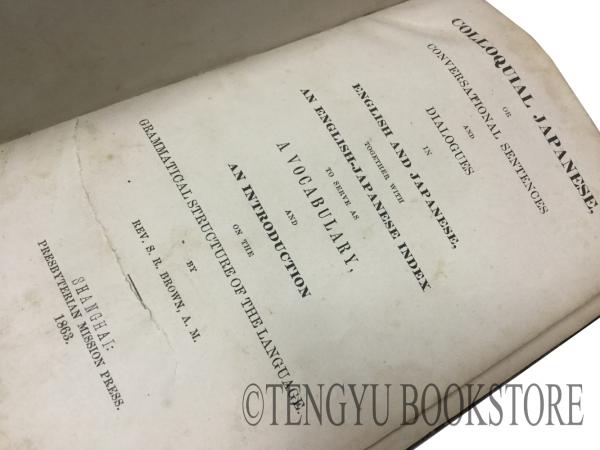 COLLOQUIAL JAPANESE,
OR
CONVERSATIONAL SENTENCES
AND
DIALOGUES
IN
ENGLISH AND JAPANESE,
TOGETHER WITH
AN ENGLISH-JAPANESE INDEX
TO SERVE AS
A VOCABULARY,
AND
AN INTRODUCTION
ON THE
GRAMMATICAL STRUCTURE OF THE LANGUAGE.
BY
REV. S. R. BROWN, A. M.
SHANGHAI:
PRESBYTERIAN MISSION PRESS.
1863.
©TENGYU BOOKSTORE